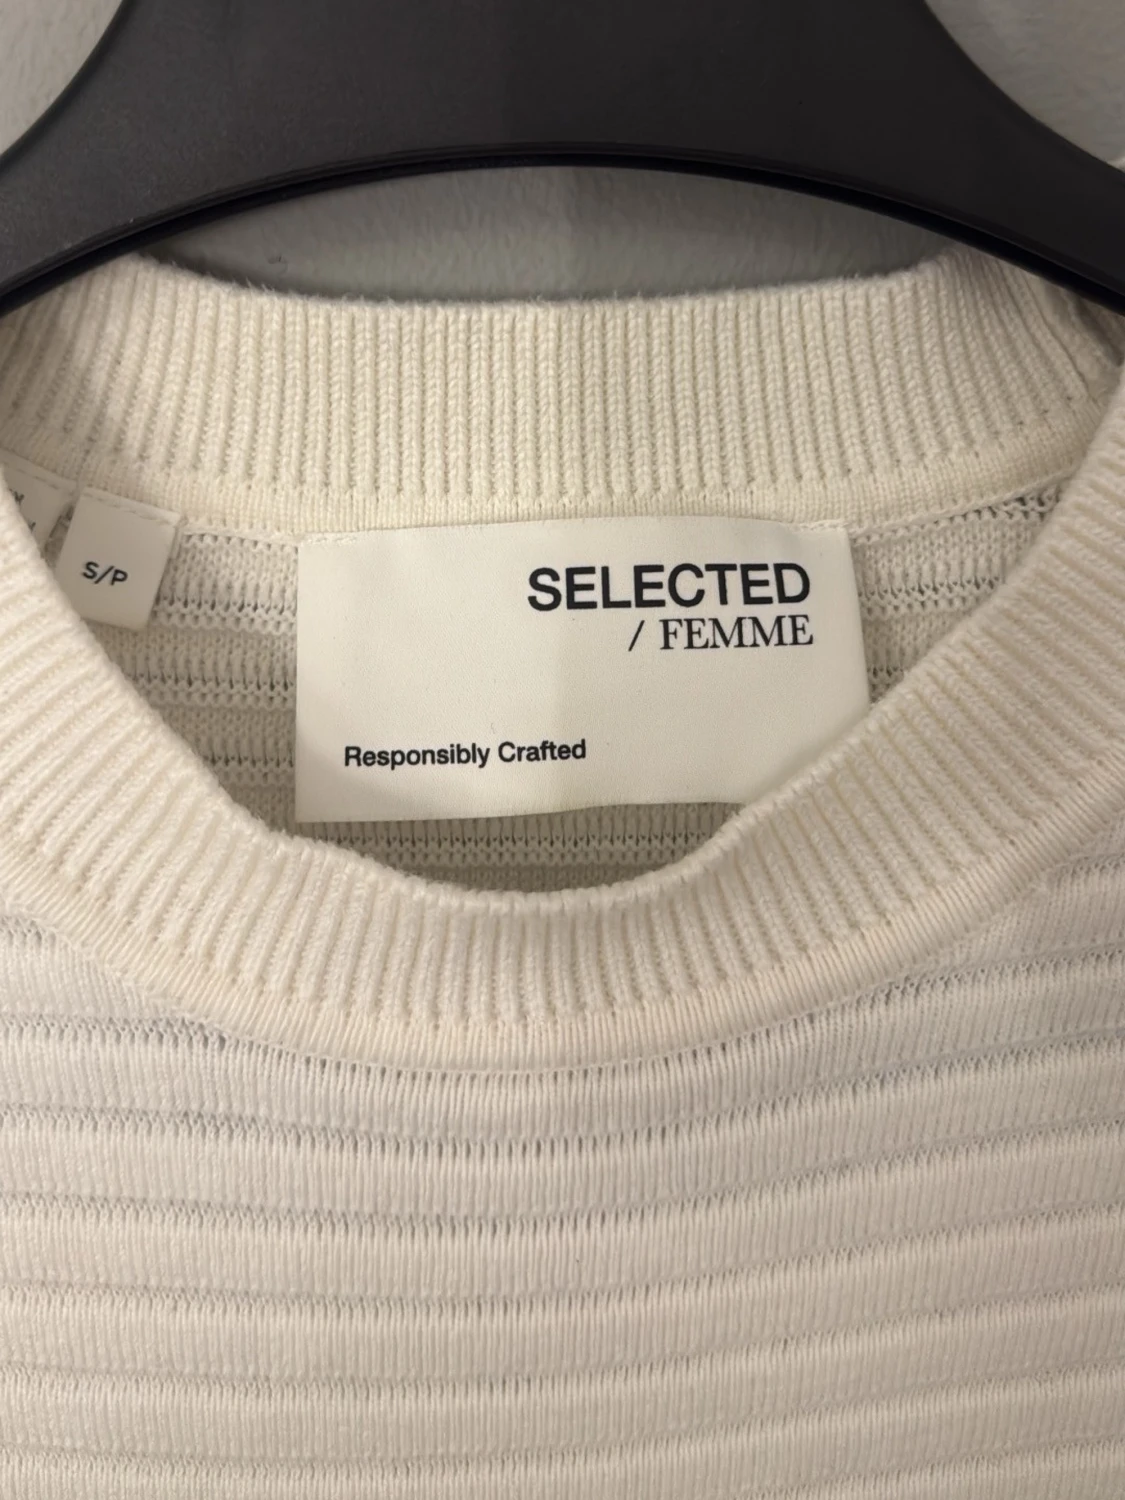 S/P
SELECTED
/ FEMME
Responsibly Crafted